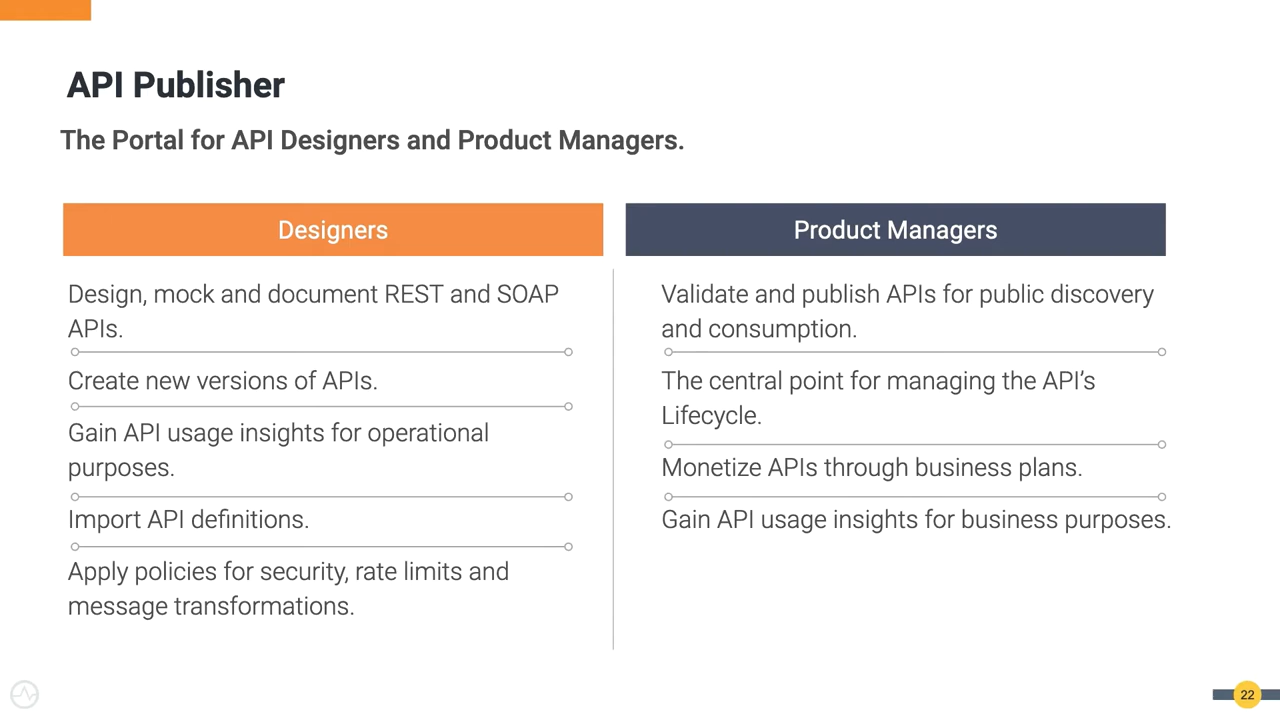 API Publisher
The Portal for API Designers and Product Managers.
Designers
Design, mock and document REST and SOAP
APIs.
Create new versions of APIs.
Gain API usage insights for operational
purposes.
Import API definitions.
Apply policies for security, rate limits and
message transformations.
Product Managers
Validate and publish APIs for public discovery
and consumption.
The central point for managing the API’s
Lifecycle.
Monetize APIs through business plans.
Gain API usage insights for business purposes.
22